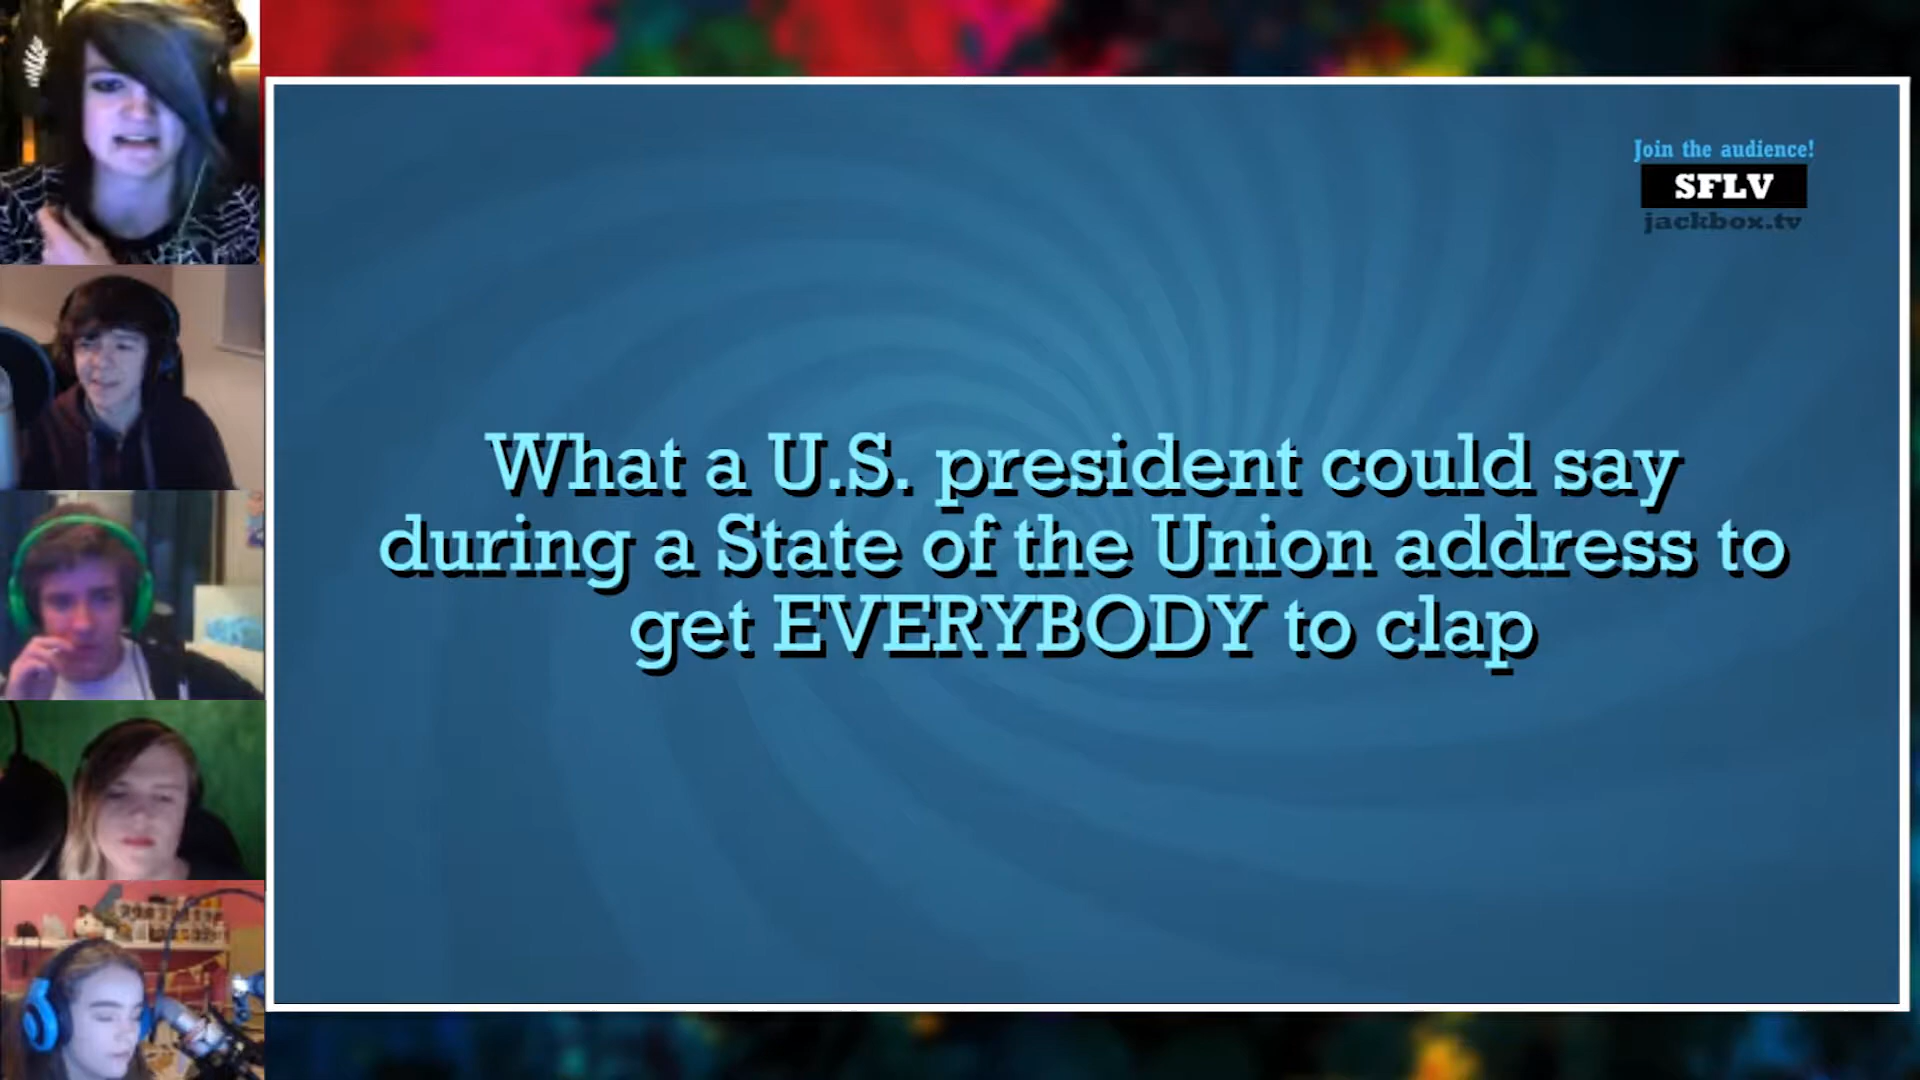 Join the audience!
SFLV
jackbox.tv
What a U.S. president could say
during a State of the Union address to
get EVERYBODY to clap